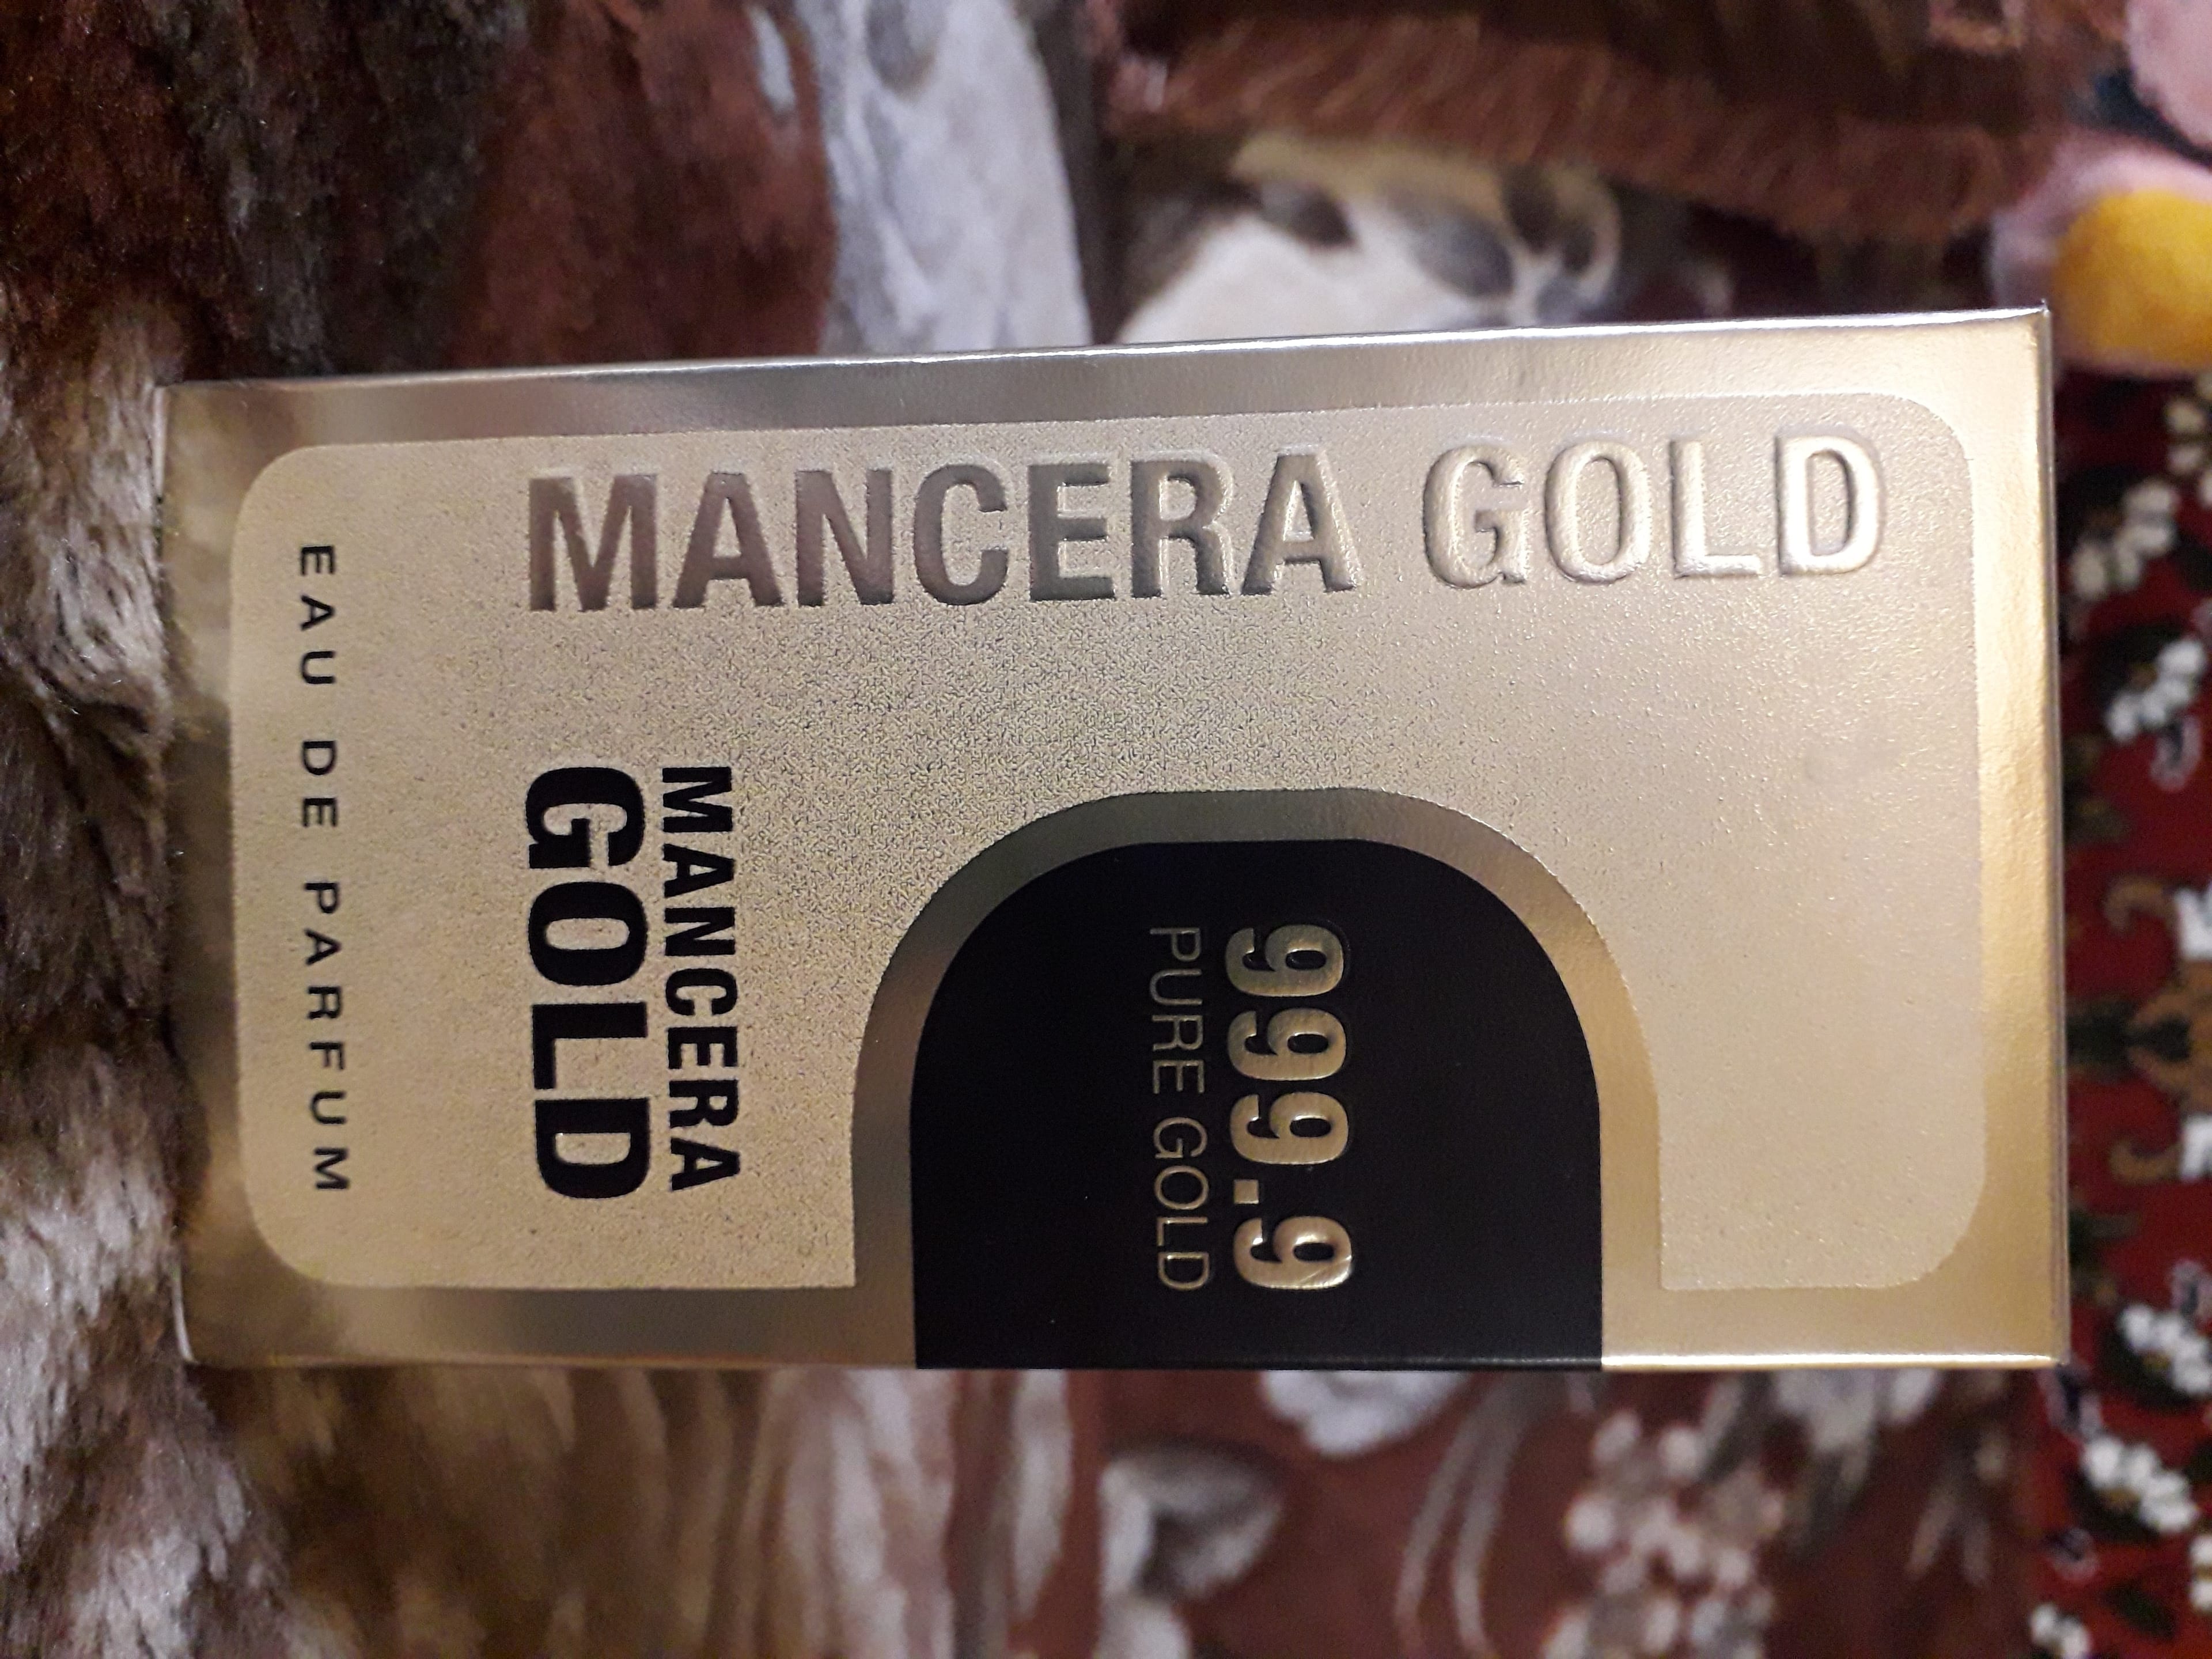 MANCERA GOLD
999.9
PURE GOLD
MANCERA
GOLD
EAU DE PARFUM